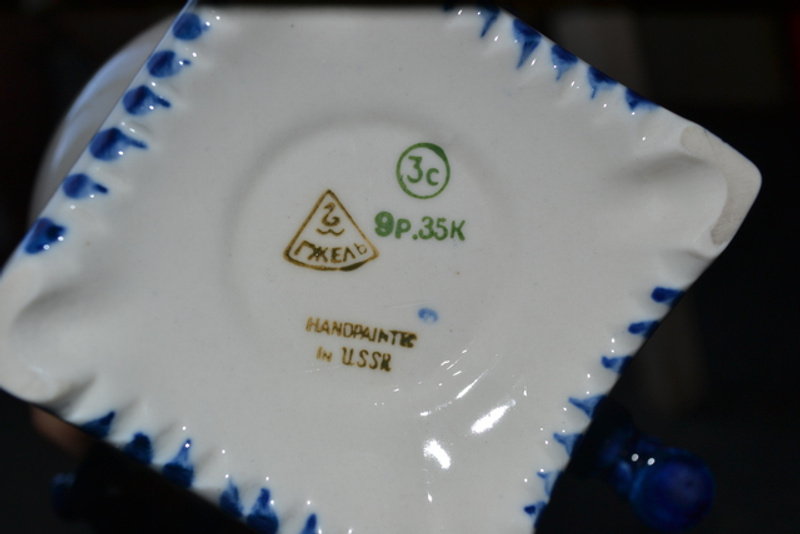 3с
9р.35к
ГЖЕЛЬ
HANDPAINTED
IN USSR